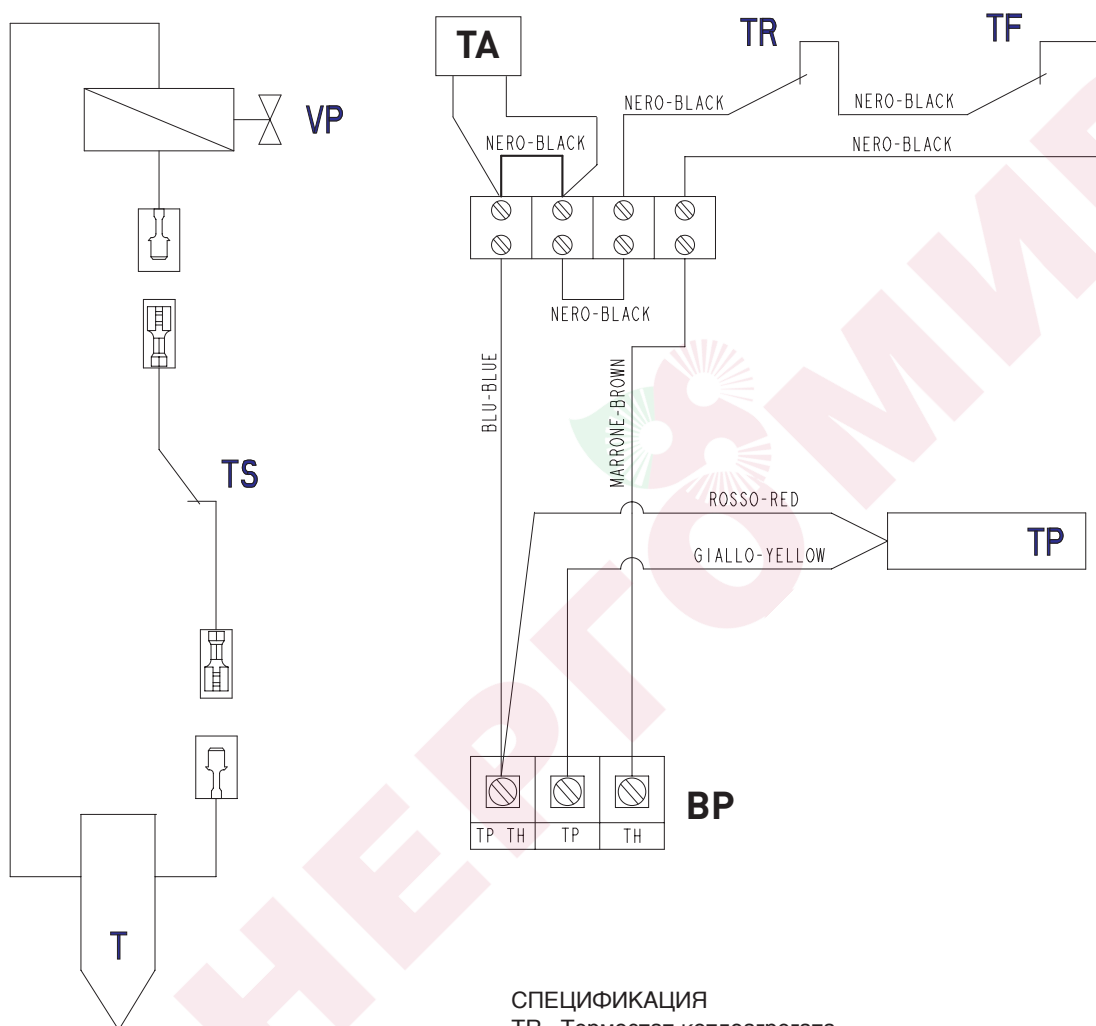 TA
TR
TF
VP
NERO-BLACK
NERO-BLACK
NERO-BLACK
NERO-BLACK
NERO-BLACK
BLU-BLUE
MARRONE-BROWN
TS
ROSSO-RED
GIALLO-YELLOW
TP
BP
TP TH
TP
TH
T
СПЕЦИФИКАЦИЯ